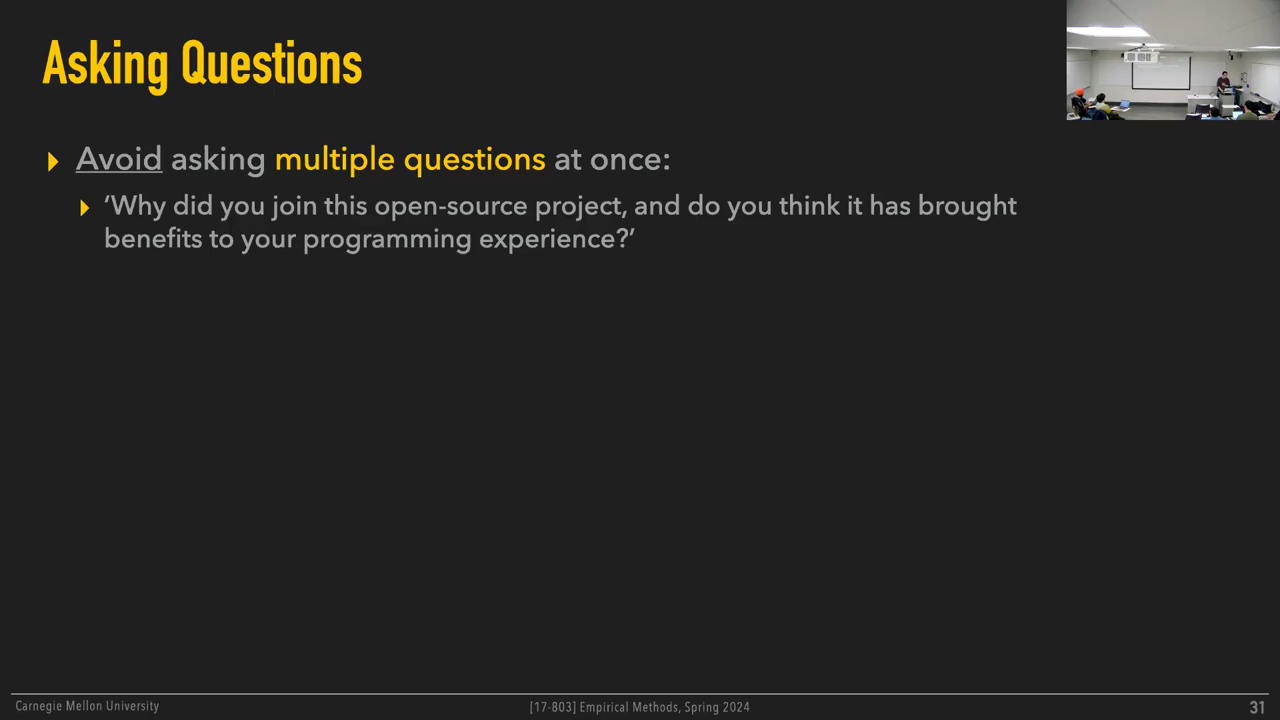 Asking Questions
Avoid asking multiple questions at once:
‘Why did you join this open-source project, and do you think it has brought
benefits to your programming experience?’
Carnegie Mellon University
[17-803] Empirical Methods, Spring 2024
31